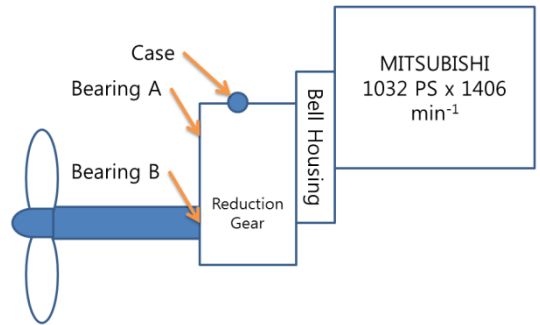 Case
Bearing A
Bearing B
Reduction
Gear
Bell Housing
MITSUBISHI
1032 PS x 1406
min-1